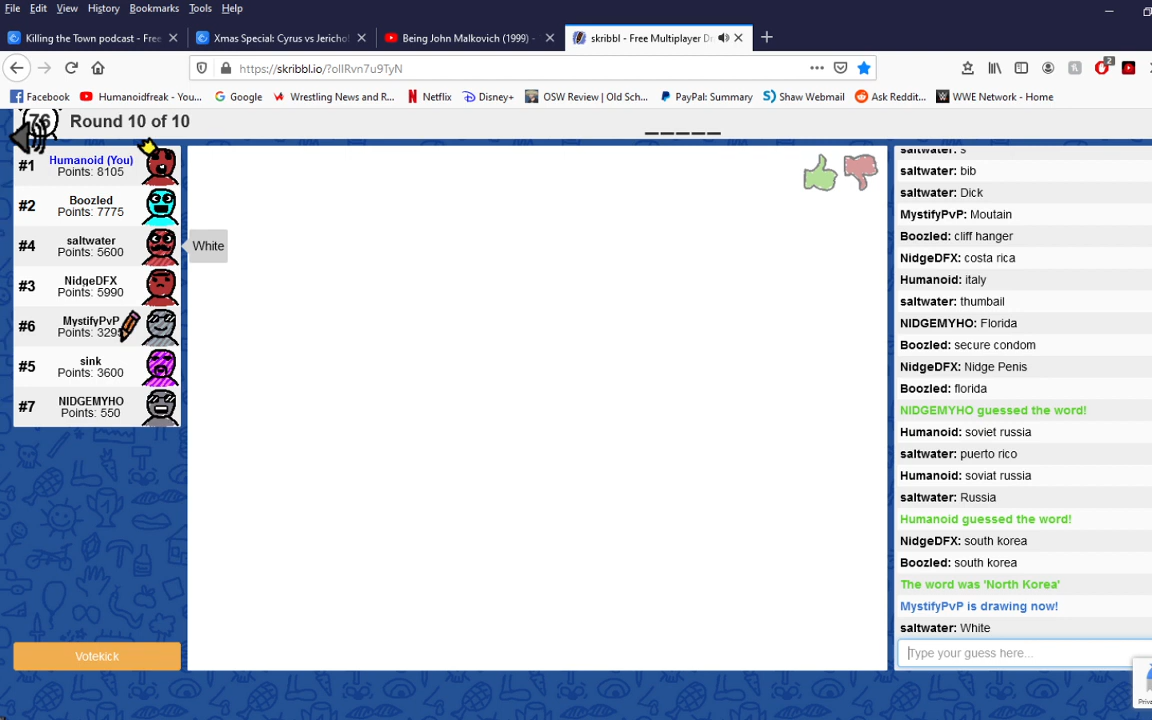 File Edit View History Bookmarks Tools Help
Killing the Town podcast - Free Xmas Special: Cyrus vs Jericho: Being John Malkovich (1999) - skribbl - Free Multiplayer Dr
https://skribbl.io/?olIRvn7u9TyN
2
Facebook Humanoidfreak - You... Google Wrestling News and R... Netflix Disney+ OSW Review | Old Sch... PayPal: Summary Shaw Webmail Ask Reddit... WWE Network - Home
76 Round 10 of 10
_ _ _ _ _
#1 Humanoid (You)
Points: 8105
#2 Boozled
Points: 7775
#4 saltwater
Points: 5600
White
#3 NidgeDFX
Points: 5990
#6 MystifyPvP
Points: 3295
#5 sink
Points: 3600
#7 NIDGEMYHO
Points: 550
Votekick
saltwater: s
saltwater: bib
saltwater: Dick
MystifyPvP: Moutain
Boozled: cliff hanger
NidgeDFX: costa rica
Humanoid: italy
saltwater: thumbail
NIDGEMYHO: Florida
Boozled: secure condom
NidgeDFX: Nidge Penis
Boozled: florida
NIDGEMYHO guessed the word!
Humanoid: soviet russia
saltwater: puerto rico
Humanoid: soviat russia
saltwater: Russia
Humanoid guessed the word!
NidgeDFX: south korea
Boozled: south korea
The word was 'North Korea'
MystifyPvP is drawing now!
saltwater: White
Type your guess here...